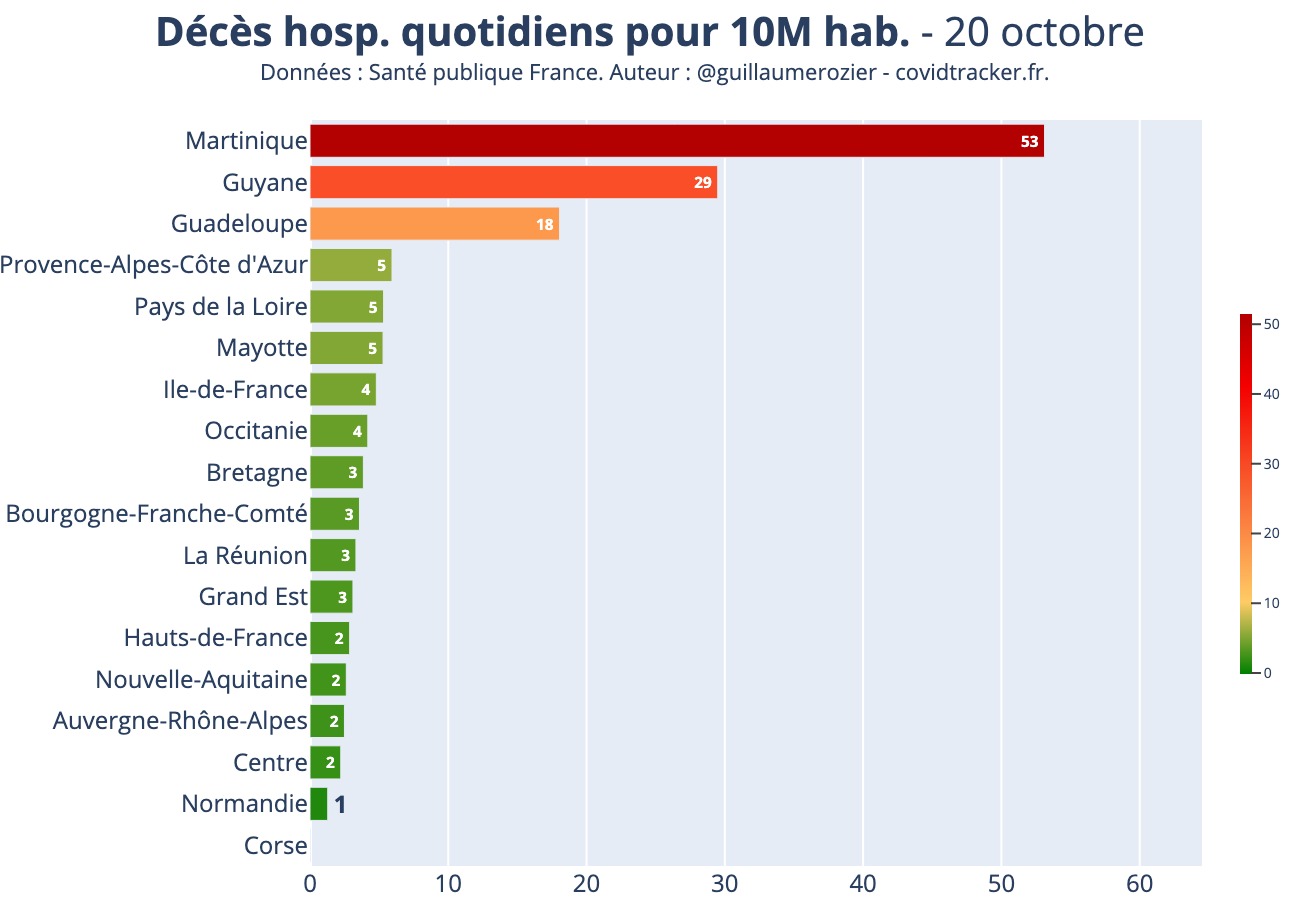 Décès hosp. quotidiens pour 10M hab. - 20 octobre
Données : Santé publique France. Auteur : @guillaumerozier - covidtracker.fr.
Martinique 53
Guyane 29
Guadeloupe 18
Provence-Alpes-Côte d'Azur 5
Pays de la Loire 5
Mayotte 5
Ile-de-France 4
Occitanie 4
Bretagne 3
Bourgogne-Franche-Comté 3
La Réunion 3
Grand Est 3
Hauts-de-France 2
Nouvelle-Aquitaine 2
Auvergne-Rhône-Alpes 2
Centre 2
Normandie 1
Corse
0 10 20 30 40 50 60
50
40
30
20
10
0